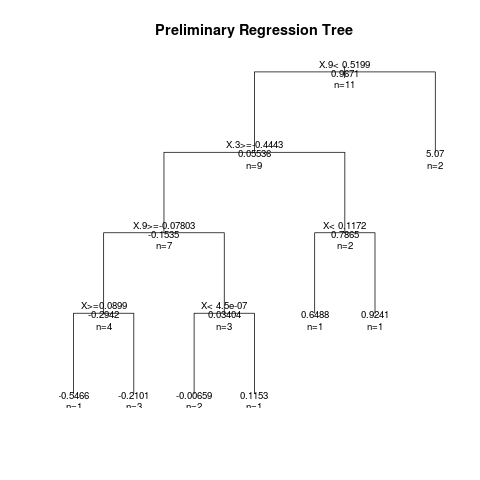 Preliminary Regression Tree
X.9< 0.5199
0.9671
n=11
X.3>=-0.4443
0.05536
n=9
5.07
n=2
X.9>=-0.07803
-0.1535
n=7
X< 0.1172
0.7865
n=2
X>=0.0899
-0.2942
n=4
X< 4.5e-07
0.03404
n=3
0.6488
n=1
0.9241
n=1
-0.5466
n=1
-0.2101
n=3
-0.00659
n=2
0.1153
n=1